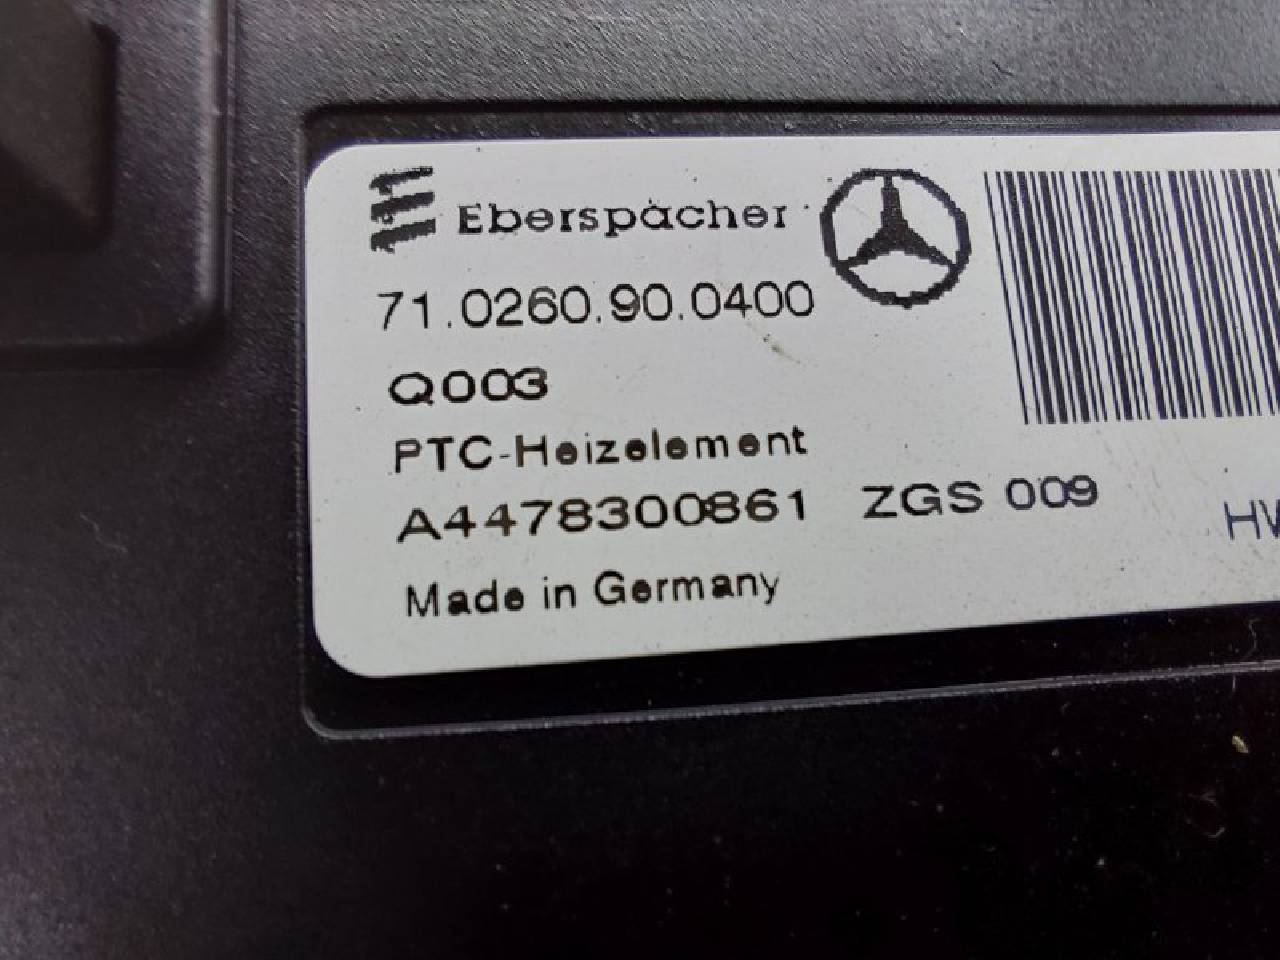 Eberspächer
71.0260.90.0400
Q003
PTC-Heizelement
A4478300861 ZGS 009
Made in Germany